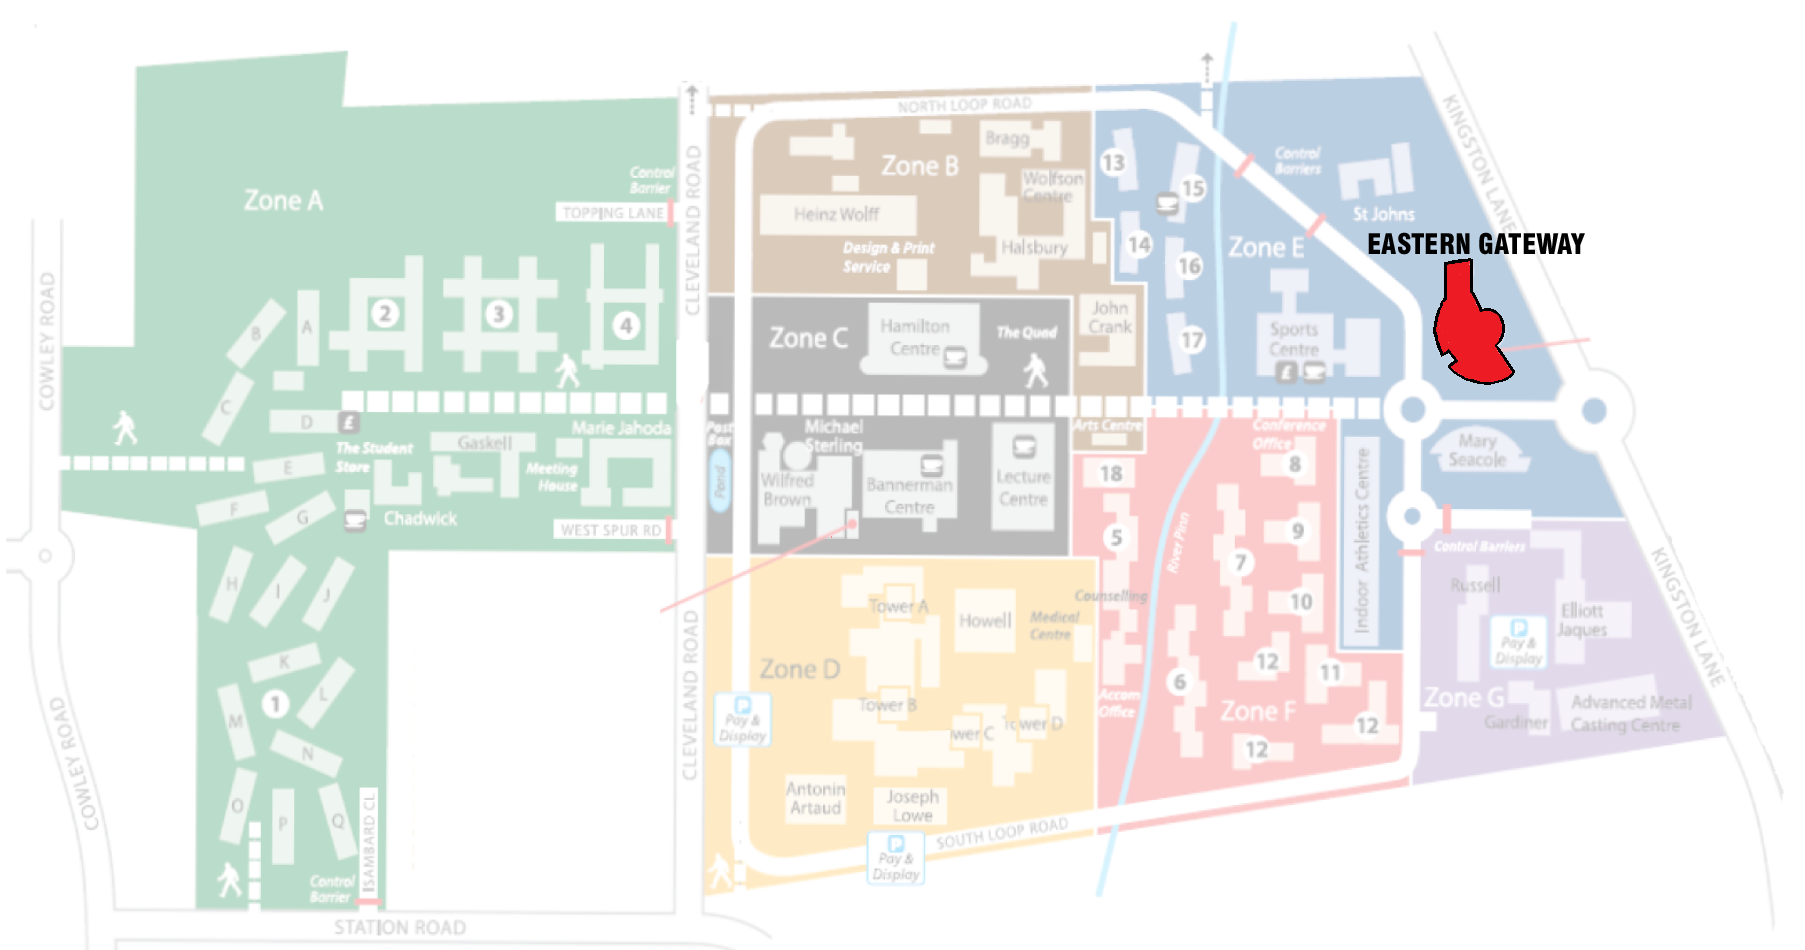 NORTH LOOP ROAD
KINGSTON LANE
Zone A
Control
Barrier
TOPPING LANE
CLEVELAND ROAD
COWLEY ROAD
2
3
4
A
B
C
D
£
The Student
Store
Gaskell
Marie Jahoda
Meeting
House
Chadwick
WEST SPUR RD
E
F
G
H
I
J
K
L
M
1
N
O
P
Q
ISAMBARD CL
Control
Barrier
COWLEY ROAD
STATION ROAD
CLEVELAND ROAD
Zone B
Bragg
Wolfson
Centre
Heinz Wolff
Halsbury
Design & Print
Service
John
Crank
Arts Centre
Zone C
Hamilton
Centre
The Quad
Post
Box
Pond
Michael
Sterling
Wilfred
Brown
Bannerman
Centre
Lecture
Centre
Zone D
Tower A
Howell
Medical
Centre
Tower B
wer C
Tower D
Pay &
Display
Antonin
Artaud
Joseph
Lowe
Pay &
Display
SOUTH LOOP ROAD
13
15
14
16
17
Zone E
Control
Barriers
St Johns
EASTERN GATEWAY
Sports
Centre
£
Mary
Seacole
Indoor Athletics Centre
Conference
Office
18
8
5
9
River Pinn
7
10
Counselling
12
11
6
Accom
Office
Zone F
12
12
Control Barriers
Russell
Elliott
Jaques
Pay &
Display
Zone G
Gardiner
Advanced Metal
Casting Centre
KINGSTON LANE